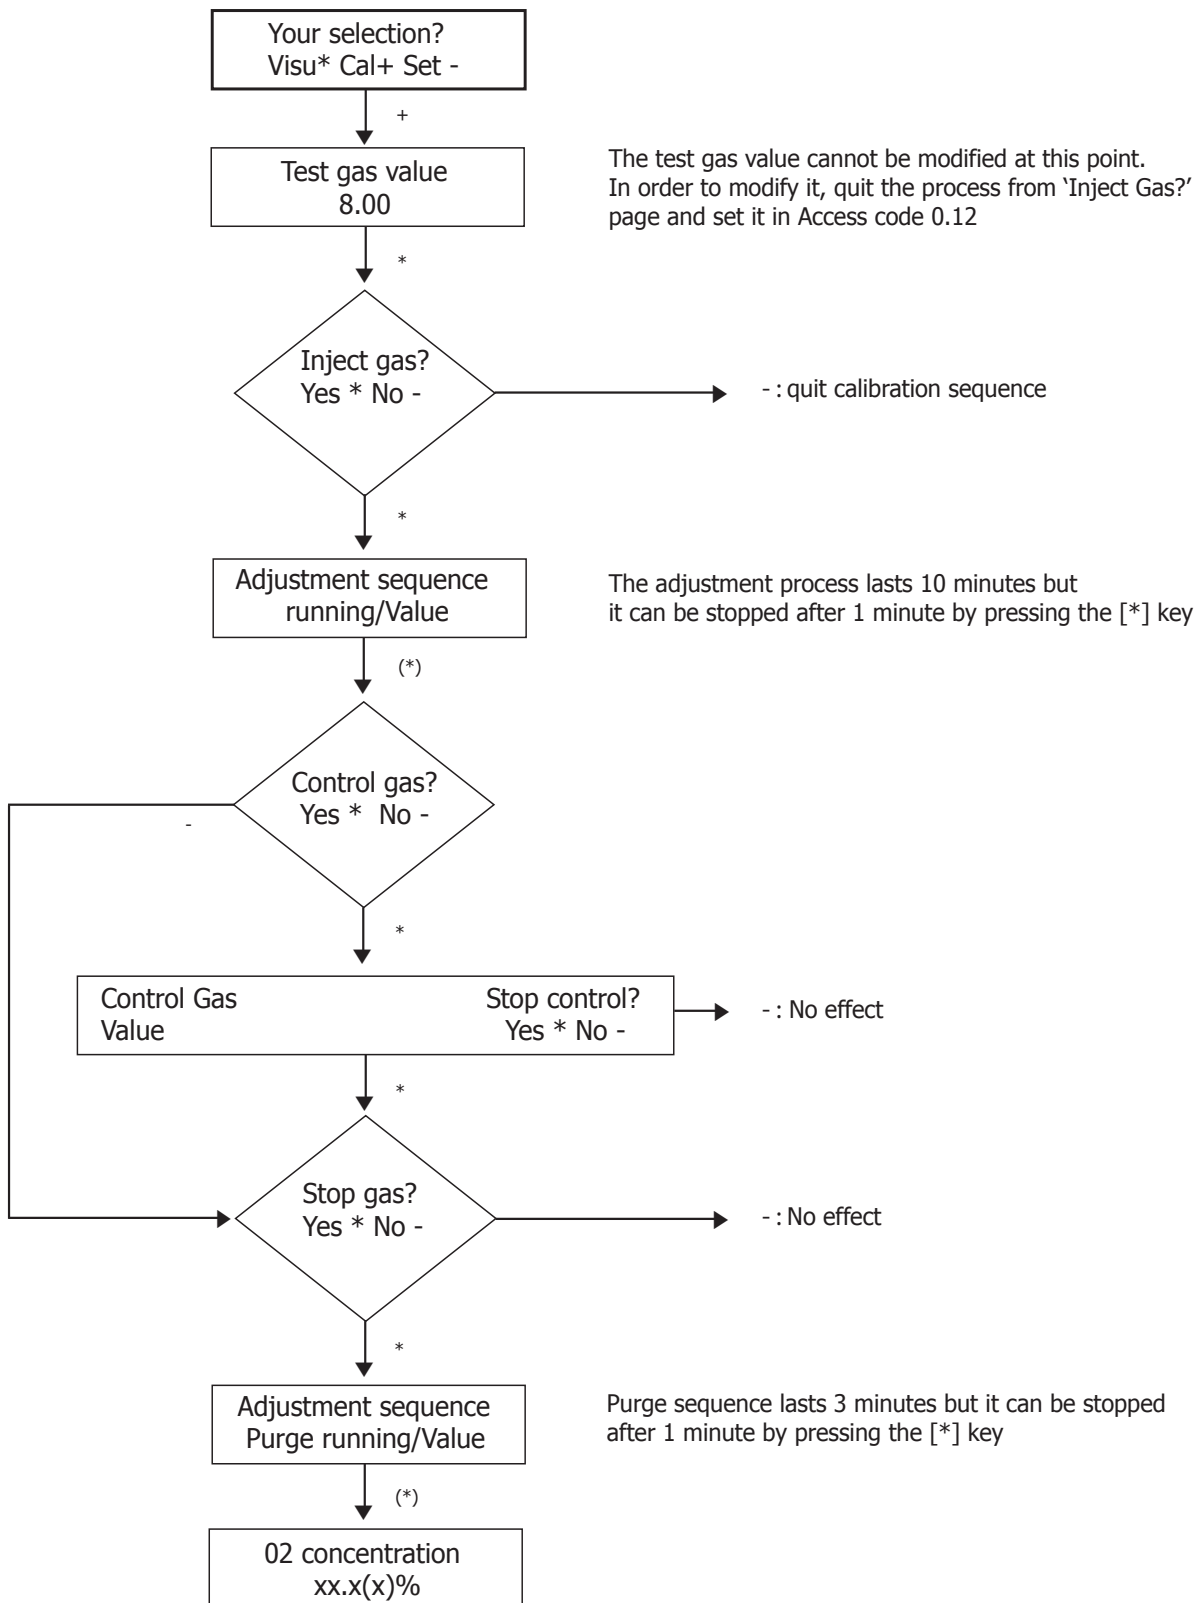 Your selection?
Visu* Cal+ Set -
+
Test gas value
8.00
The test gas value cannot be modified at this point.
In order to modify it, quit the process from ‘Inject Gas?’
page and set it in Access code 0.12
*
Inject gas?
Yes * No -
- : quit calibration sequence
*
Adjustment sequence
running/Value
The adjustment process lasts 10 minutes but
it can be stopped after 1 minute by pressing the [*] key
(*)
Control gas?
Yes * No -
-
*
Control Gas
Value
Stop control?
Yes * No -
- : No effect
*
Stop gas?
Yes * No -
- : No effect
*
Adjustment sequence
Purge running/Value
Purge sequence lasts 3 minutes but it can be stopped
after 1 minute by pressing the [*] key
(*)
02 concentration
xx.x(x)%